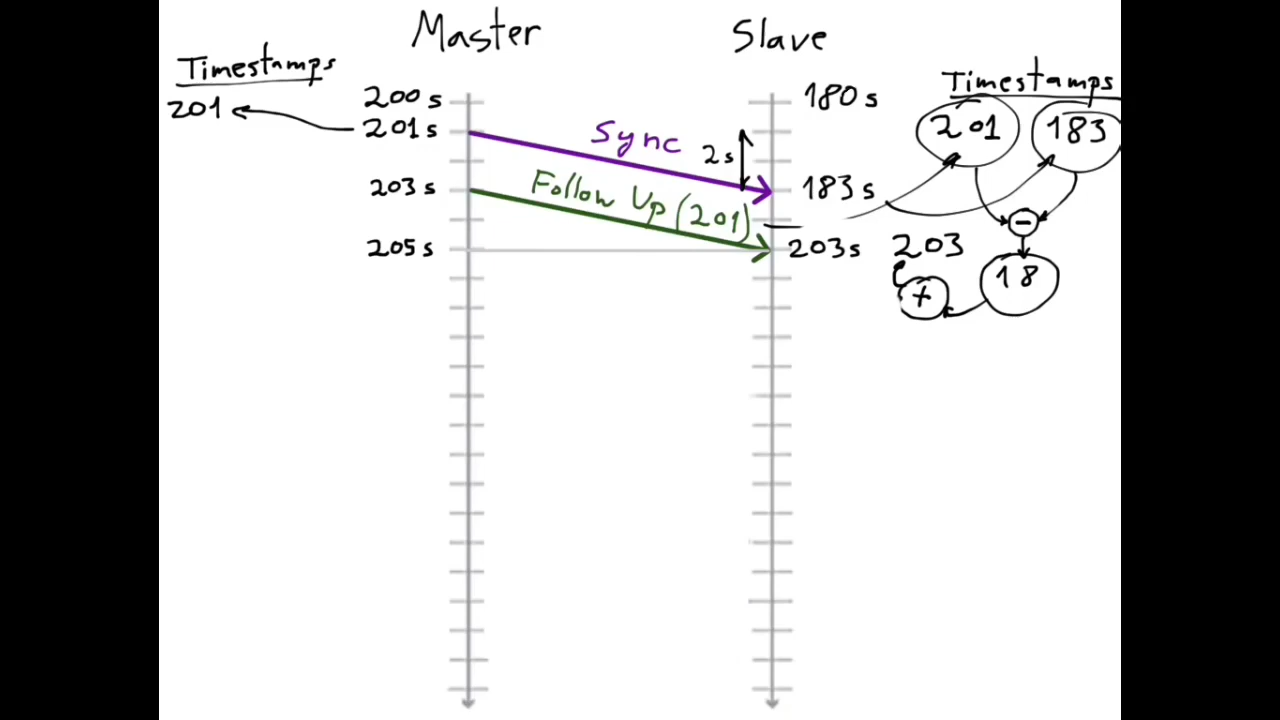 Master
Slave
Timestamps
201
200 s
201 s
203 s
205 s
Sync
2s
Follow Up (201)
180 s
183 s
203s
Timestamps
201
183
-
203
18
+